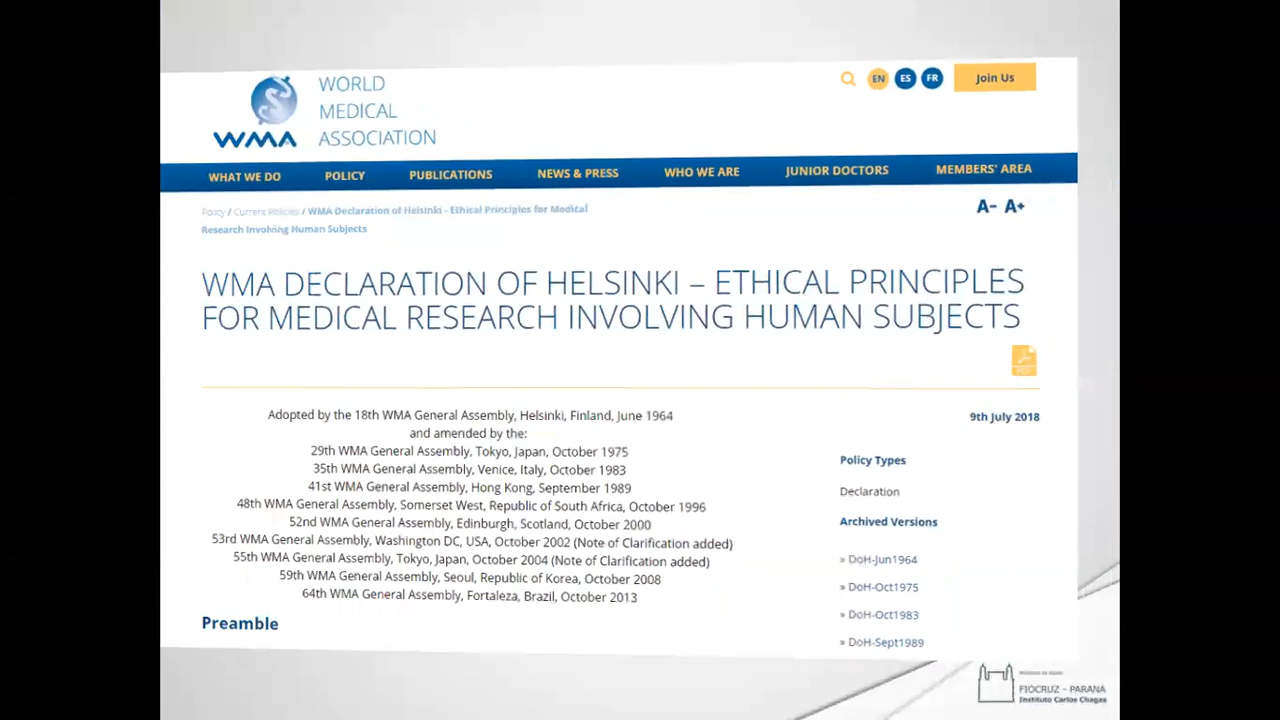 WORLD
MEDICAL
ASSOCIATION
WMA
EN ES FR Join Us
WHAT WE DO POLICY PUBLICATIONS NEWS & PRESS WHO WE ARE JUNIOR DOCTORS MEMBERS' AREA
Policy / Current Policies / WMA Declaration of Helsinki - Ethical Principles for Medical
Research Involving Human Subjects
A- A+
WMA DECLARATION OF HELSINKI – ETHICAL PRINCIPLES
FOR MEDICAL RESEARCH INVOLVING HUMAN SUBJECTS
PDF
Adopted by the 18th WMA General Assembly, Helsinki, Finland, June 1964
and amended by the:
29th WMA General Assembly, Tokyo, Japan, October 1975
35th WMA General Assembly, Venice, Italy, October 1983
41st WMA General Assembly, Hong Kong, September 1989
48th WMA General Assembly, Somerset West, Republic of South Africa, October 1996
52nd WMA General Assembly, Edinburgh, Scotland, October 2000
53rd WMA General Assembly, Washington DC, USA, October 2002 (Note of Clarification added)
55th WMA General Assembly, Tokyo, Japan, October 2004 (Note of Clarification added)
59th WMA General Assembly, Seoul, Republic of Korea, October 2008
64th WMA General Assembly, Fortaleza, Brazil, October 2013
Preamble
9th July 2018
Policy Types
Declaration
Archived Versions
» DoH-Jun1964
» DoH-Oct1975
» DoH-Oct1983
» DoH-Sept1989
FIOCRUZ - PARANÁ
Instituto Carlos Chagas